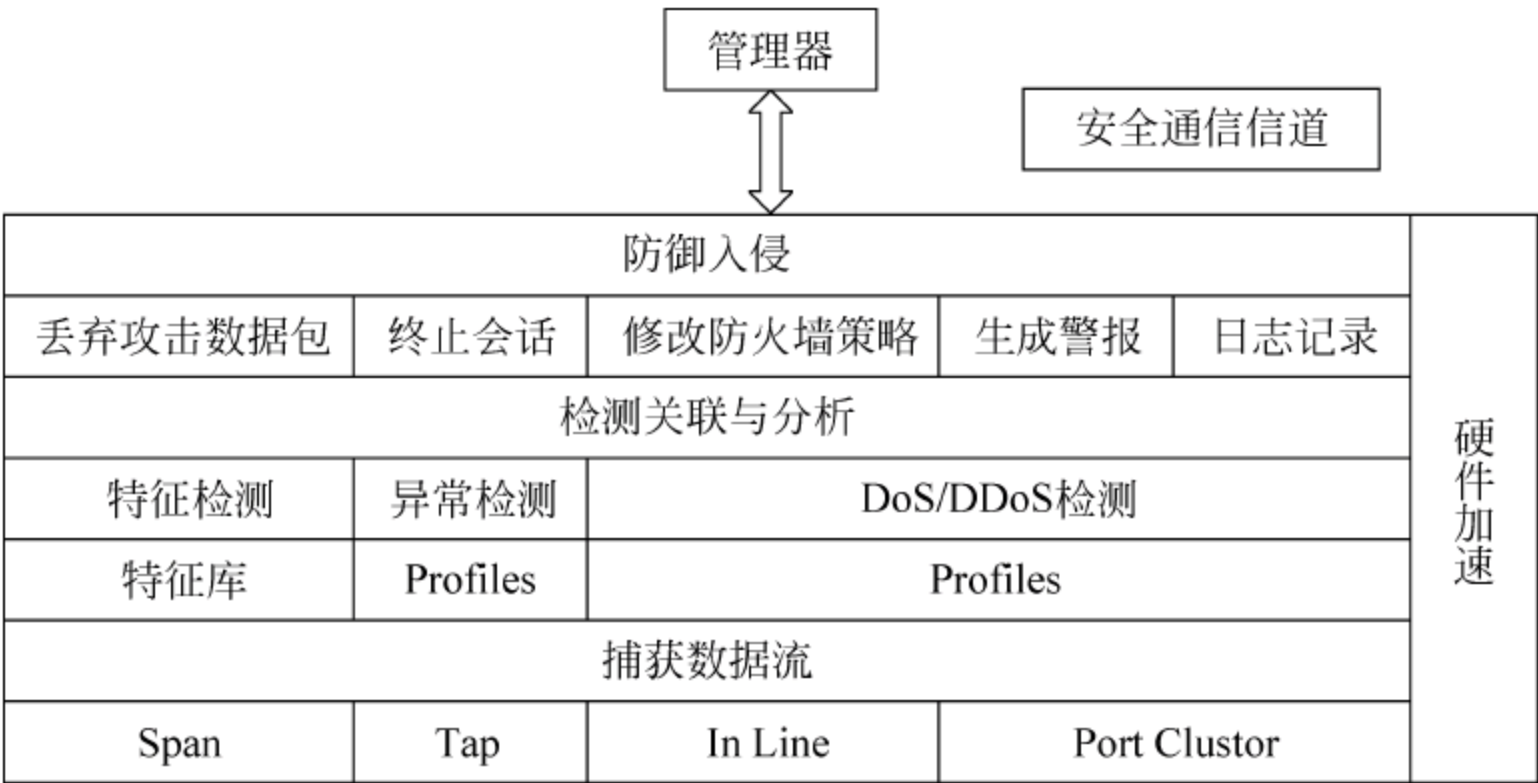 管理器
安全通信信道
防御入侵
丢弃攻击数据包 终止会话 修改防火墙策略 生成警报 日志记录
检测关联与分析
特征检测 异常检测 DoS/DDoS检测
特征库 Profiles Profiles
捕获数据流
Span Tap In Line Port Clustor
硬件加速